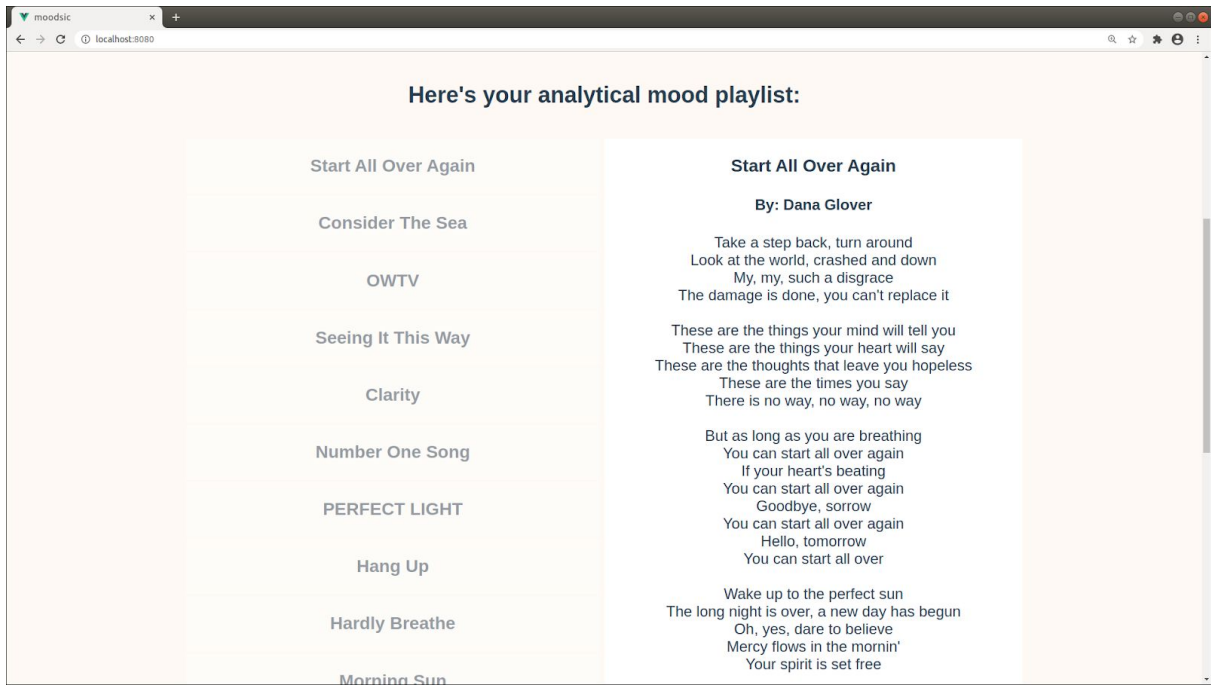 moodsic
localhost:8080
Here's your analytical mood playlist:
Start All Over Again
Consider The Sea
OWTV
Seeing It This Way
Clarity
Number One Song
PERFECT LIGHT
Hang Up
Hardly Breathe
Morning Sun
Start All Over Again
By: Dana Glover
Take a step back, turn around
Look at the world, crashed and down
My, my, such a disgrace
The damage is done, you can't replace it
These are the things your mind will tell you
These are the things your heart will say
These are the thoughts that leave you hopeless
These are the times you say
There is no way, no way, no way
But as long as you are breathing
You can start all over again
If your heart's beating
You can start all over again
Goodbye, sorrow
You can start all over again
Hello, tomorrow
You can start all over
Wake up to the perfect sun
The long night is over, a new day has begun
Oh, yes, dare to believe
Mercy flows in the mornin'
Your spirit is set free